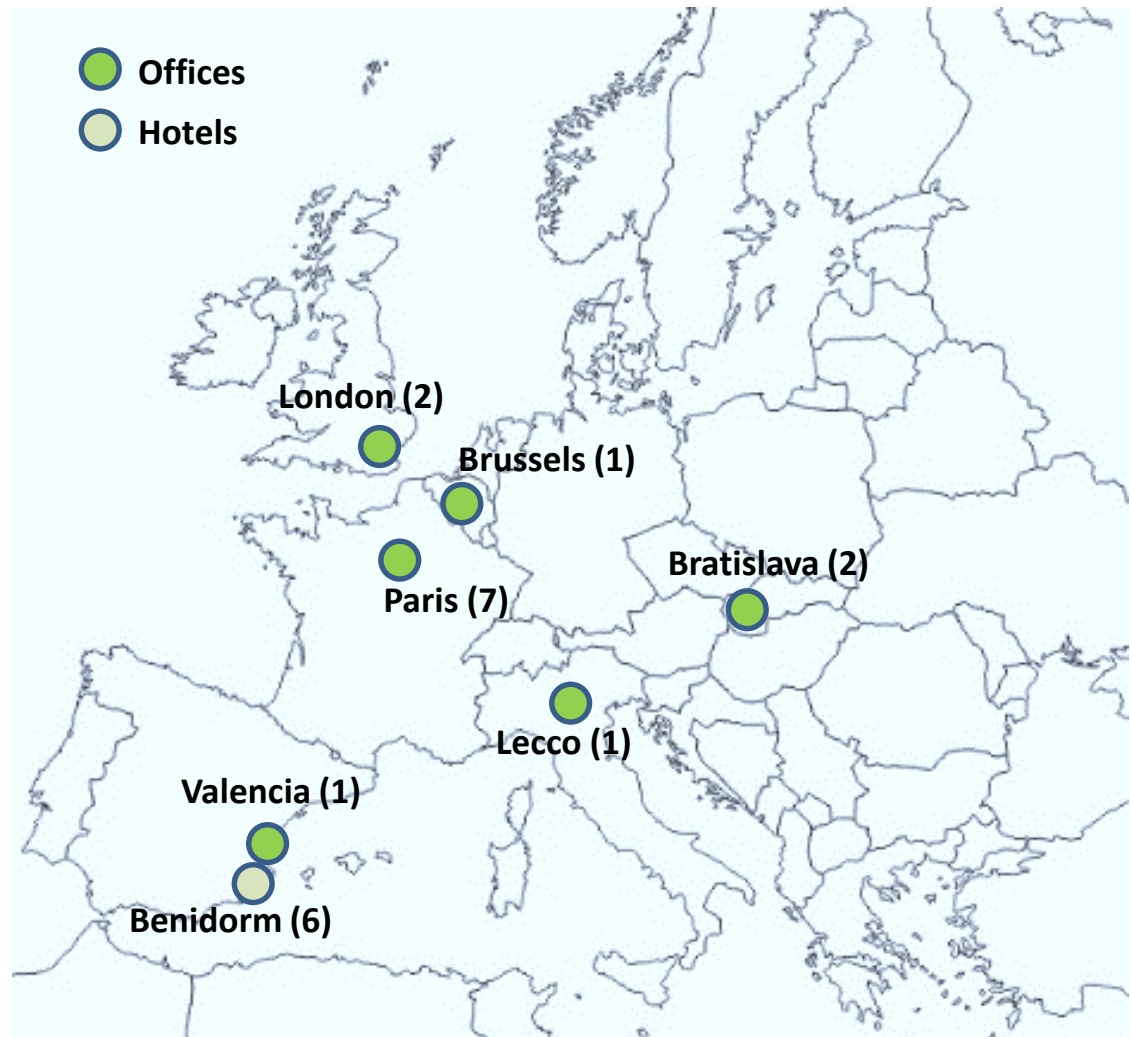 Offices
Hotels
London (2)
Brussels (1)
Bratislava (2)
Paris (7)
Lecco (1)
Valencia (1)
Benidorm (6)